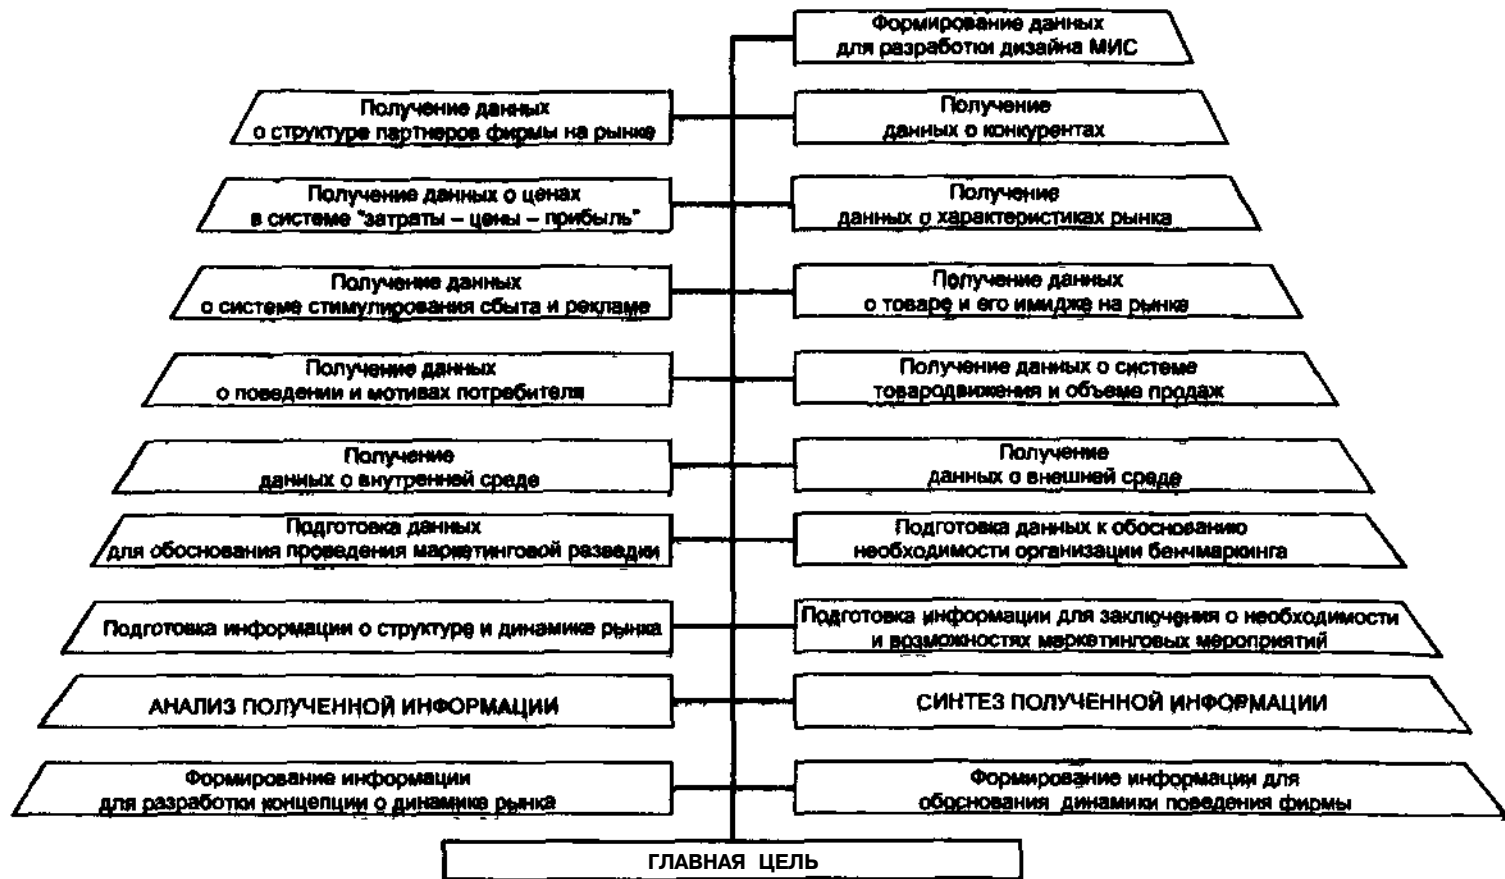 Формирование данных
для разработки дизайна МИС
Получение данных
о структуре партнеров фирмы на рынке
Получение
данных о конкурентах
Получение данных о ценах
в системе "затраты – цены – прибыль"
Получение
данных о характеристиках рынка
Получение данных
о системе стимулирования сбыта и рекламе
Получение данных
о товаре и его имидже на рынке
Получение данных
о поведении и мотивах потребителя
Получение данных о системе
товародвижения и объеме продаж
Получение
данных о внутренней среде
Получение
данных о внешней среде
Подготовка данных
для обоснования проведения маркетинговой разведки
Подготовка данных к обоснованию
необходимости организации бенчмаркинга
Подготовка информации о структуре и динамике рынка
Подготовка информации для заключения о необходимости
и возможностях маркетинговых мероприятий
АНАЛИЗ ПОЛУЧЕННОЙ ИНФОРМАЦИИ
СИНТЕЗ ПОЛУЧЕННОЙ ИНФОРМАЦИИ
Формирование информации
для разработки концепции о динамике рынка
Формирование информации для
оборснования динамики поведения фирмы
ГЛАВНАЯ ЦЕЛЬ